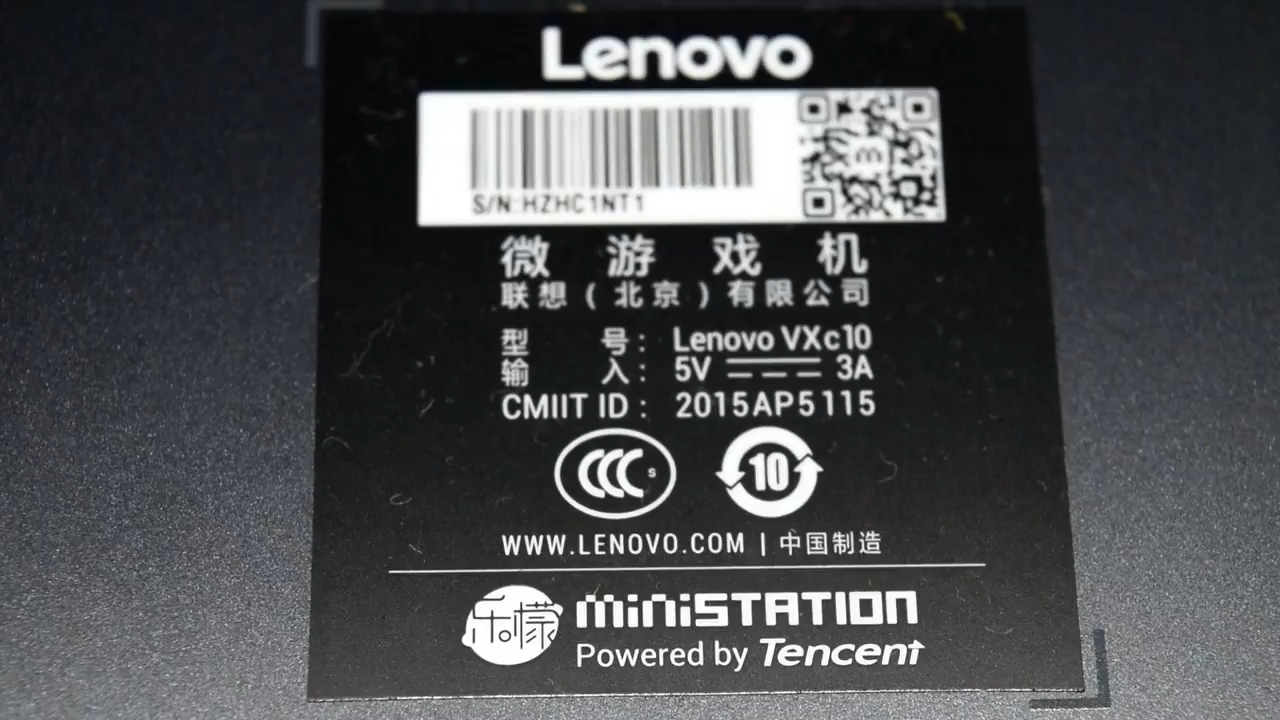 Lenovo
S/N HZHC1NT1
微游戏机
联想(北京)有限公司
型号: Lenovo VXc10
输入: 5V 3A
CMIIT ID: 2015AP5115
CCC S
10
WWW.LENOVO.COM | 中国制造
乐檬 miniSTATION
Powered by Tencent